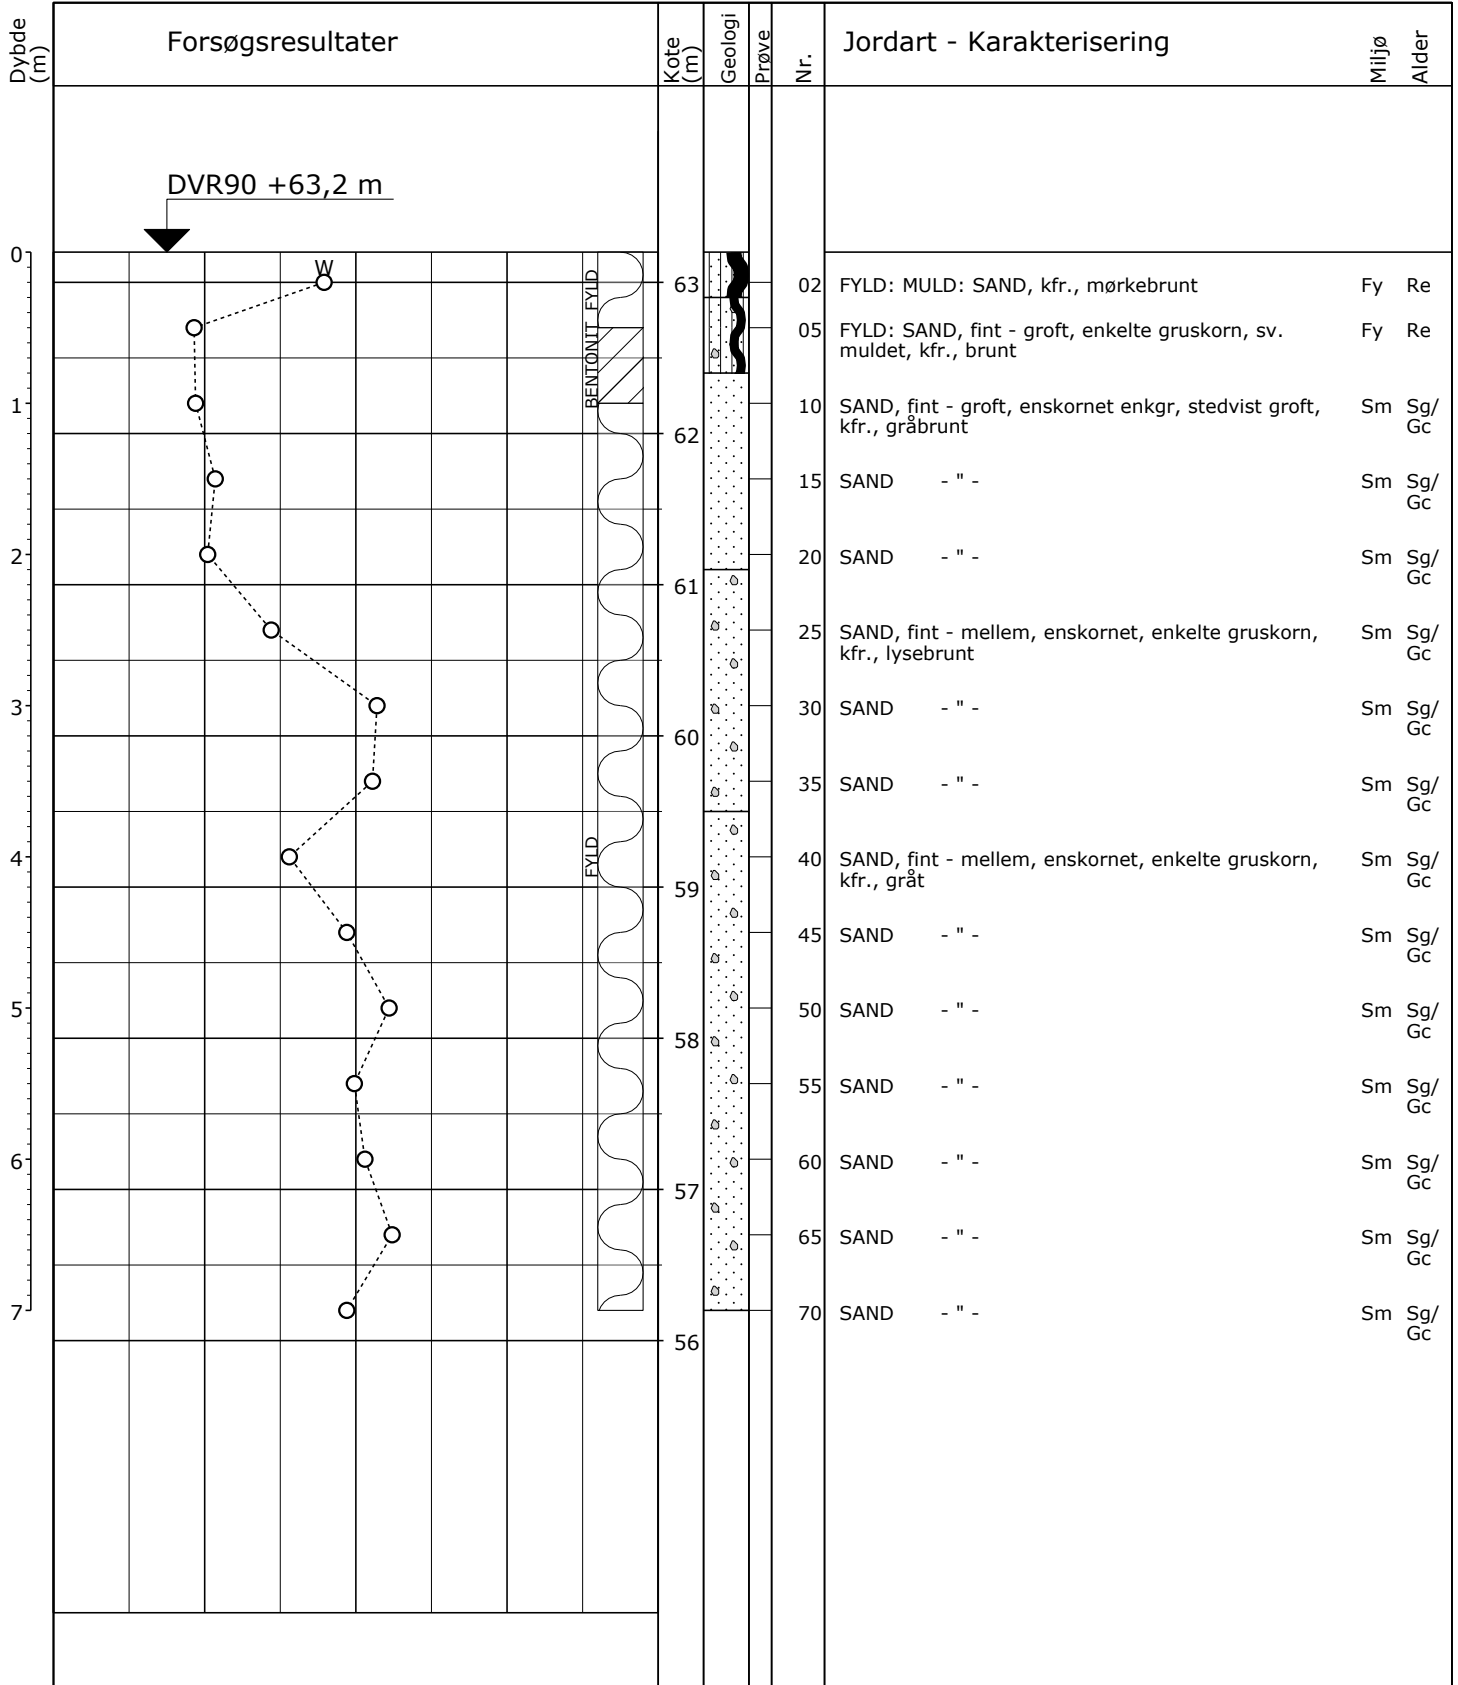 Dybde (m)
Forsøgsresultater
Kote (m)
Geologi
Prøve
Nr.
Jordart - Karakterisering
Miljø
Alder
DVR90 +63,2 m
0
W
FYLD
63
02 FYLD: MULD: SAND, kfr., mørkebrunt Fy Re
05 FYLD: SAND, fint - groft, enkelte gruskorn, sv. Fy Re
muldet, kfr., brunt
BENTONIT
1
10 SAND, fint - groft, enskornet enkgr, stedvist groft, Sm Sg/
kfr., gråbrunt Gc
62
15 SAND - " - Sm Sg/
Gc
2
20 SAND - " - Sm Sg/
Gc
61
25 SAND, fint - mellem, enskornet, enkelte gruskorn, Sm Sg/
kfr., lysebrunt Gc
3
30 SAND - " - Sm Sg/
Gc
60
35 SAND - " - Sm Sg/
Gc
4
FYLD
40 SAND, fint - mellem, enskornet, enkelte gruskorn, Sm Sg/
kfr., gråt Gc
59
45 SAND - " - Sm Sg/
Gc
5
50 SAND - " - Sm Sg/
Gc
58
55 SAND - " - Sm Sg/
Gc
6
60 SAND - " - Sm Sg/
Gc
57
65 SAND - " - Sm Sg/
Gc
7
70 SAND - " - Sm Sg/
Gc
56